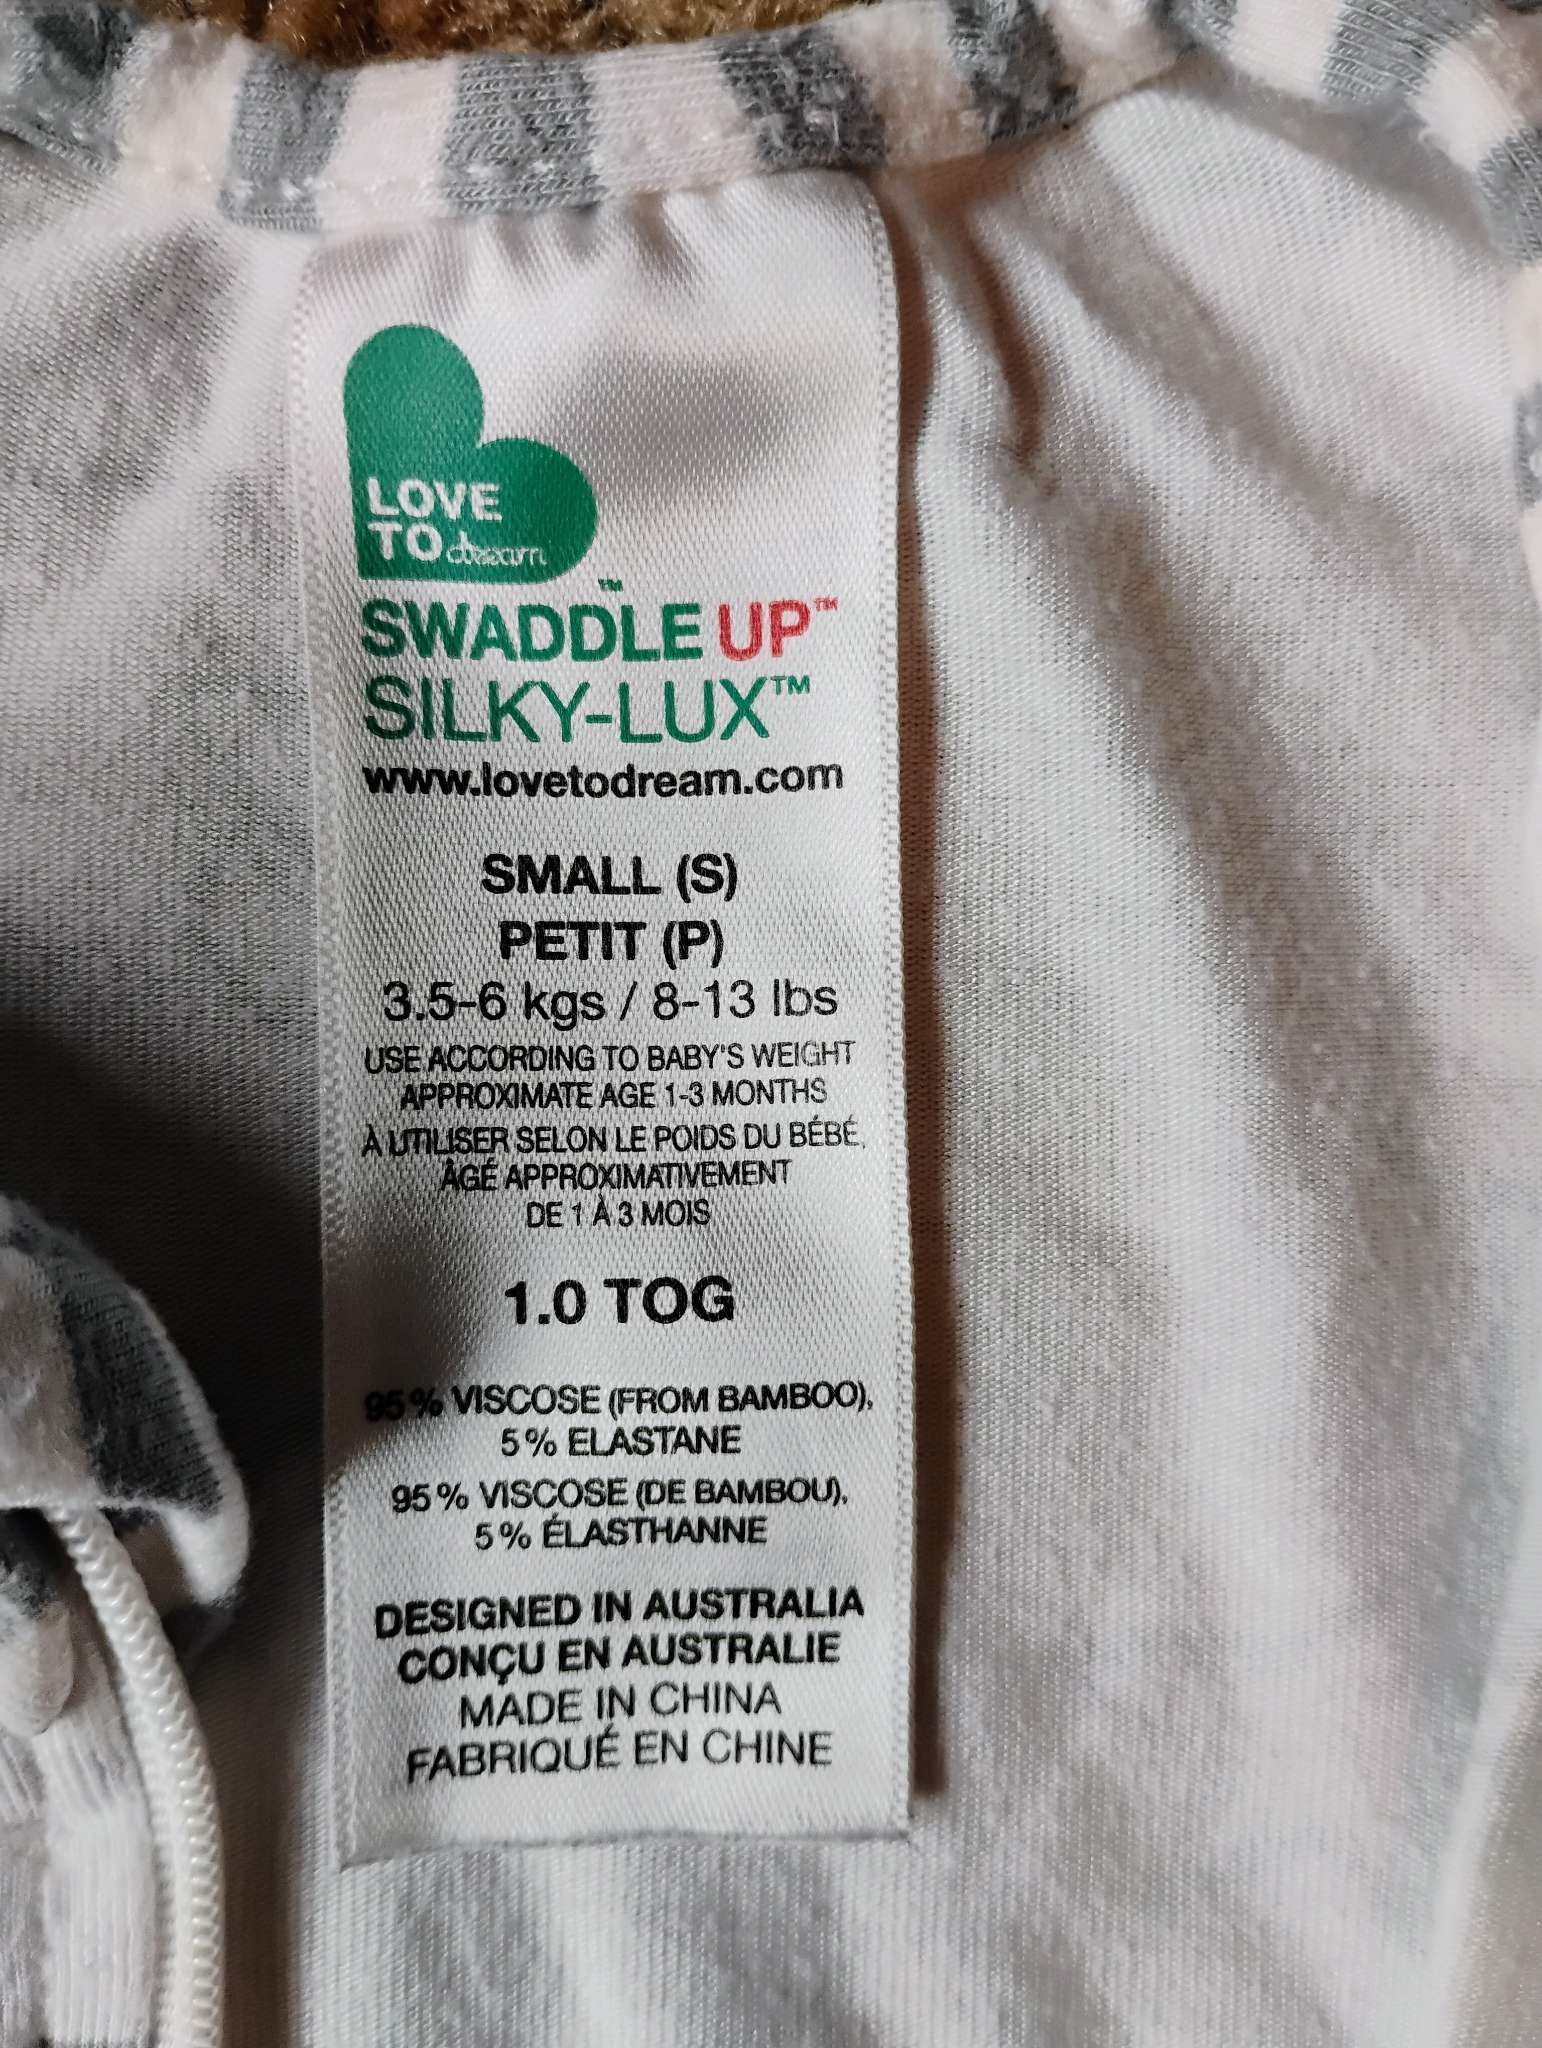 LOVE
TO dream™
SWADDLE UP™
SILKY-LUX™
www.lovetodream.com
SMALL (S)
PETIT (P)
3.5-6 kgs / 8-13 lbs
USE ACCORDING TO BABY'S WEIGHT
APPROXIMATE AGE 1-3 MONTHS
À UTILISER SELON LE POIDS DU BÉBÉ,
ÂGÉ APPROXIMATIVEMENT
DE 1 À 3 MOIS
1.0 TOG
95% VISCOSE (FROM BAMBOO),
5% ELASTANE
95% VISCOSE (DE BAMBOU),
5% ÉLASTHANNE
DESIGNED IN AUSTRALIA
CONÇU EN AUSTRALIE
MADE IN CHINA
FABRIQUÉ EN CHINE